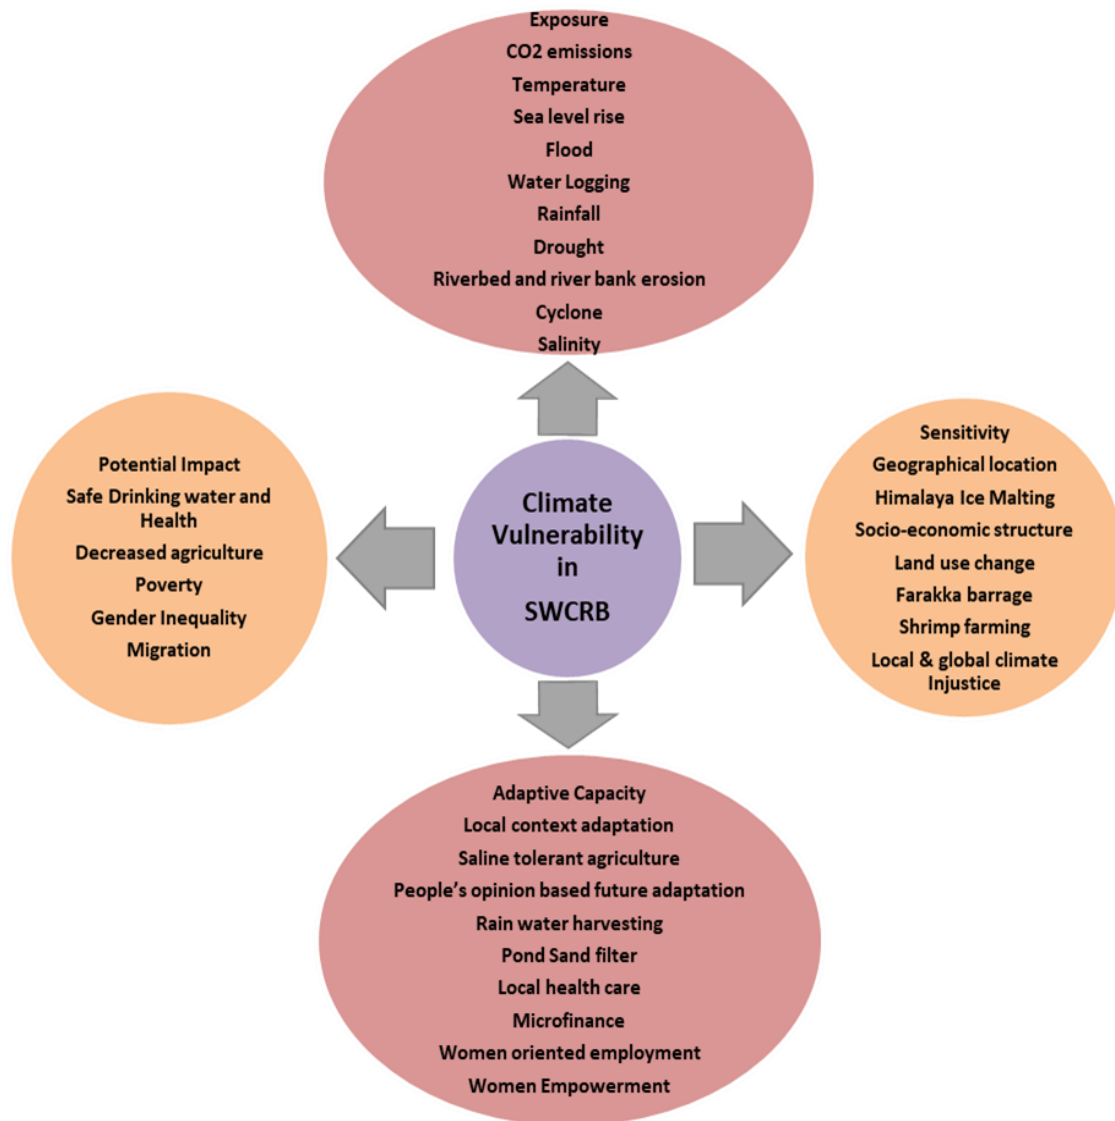 Exposure
CO2 emissions
Temperature
Sea level rise
Flood
Water Logging
Rainfall
Drought
Riverbed and river bank erosion
Cyclone
Salinity
Potential Impact
Safe Drinking water and
Health
Decreased agriculture
Poverty
Gender Inequality
Migration
Climate
Vulnerability
in
SWCRB
Sensitivity
Geographical location
Himalaya Ice Malting
Socio-economic structure
Land use change
Farakka barrage
Shrimp farming
Local & global climate
Injustice
Adaptive Capacity
Local context adaptation
Saline tolerant agriculture
People’s opinion based future adaptation
Rain water harvesting
Pond Sand filter
Local health care
Microfinance
Women oriented employment
Women Empowerment